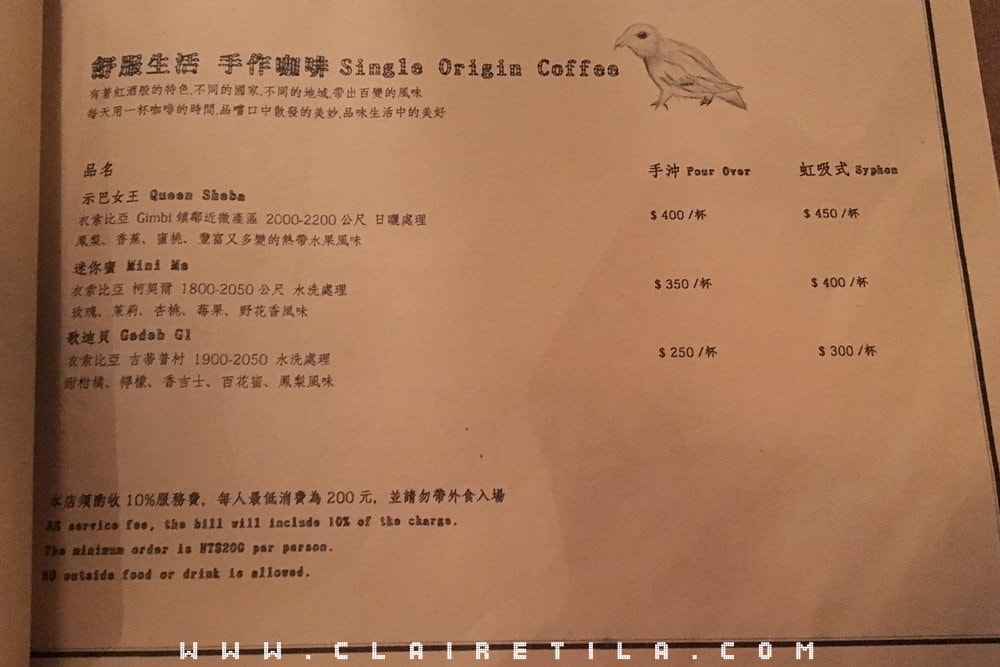 舒服生活 手作咖啡 Single Origin Coffee
有著紅酒般的特色,不同的國家,不同的地域,帶出百變的風味
每天用一杯咖啡的時間,品嚐口中散發的美妙,品味生活中的美好
品名 手沖 Pour Over 虹吸式 Syphon
示巴女王 Queen Sheba
衣索比亞 Gimbi 鎮鄰近微產區 2000-2200 公尺 日曬處理 $ 400 /杯 $ 450 /杯
鳳梨、香蕉、蜜桃、豐富又多變的熱帶水果風味
迷你蜜 Mini Me
衣索比亞 柯契爾 1800-2050 公尺 水洗處理 $ 350 /杯 $ 400 /杯
玫瑰、茉莉、杏桃、莓果、野花香風味
歌迪貝 Gedeb G1
衣索比亞 吉蒂普村 1900-2050 水洗處理 $ 250 /杯 $ 300 /杯
甜柑橘、檸檬、香吉士、百花蜜、鳳梨風味
本店須酌收 10%服務費, 每人最低消費為 200 元, 並請勿帶外食入場
AS service fee, the bill will include 10% of the charge.
The minimum order is NT$200 per person.
NO outside food or drink is allowed.
WWW.CLAIRETILA.COM